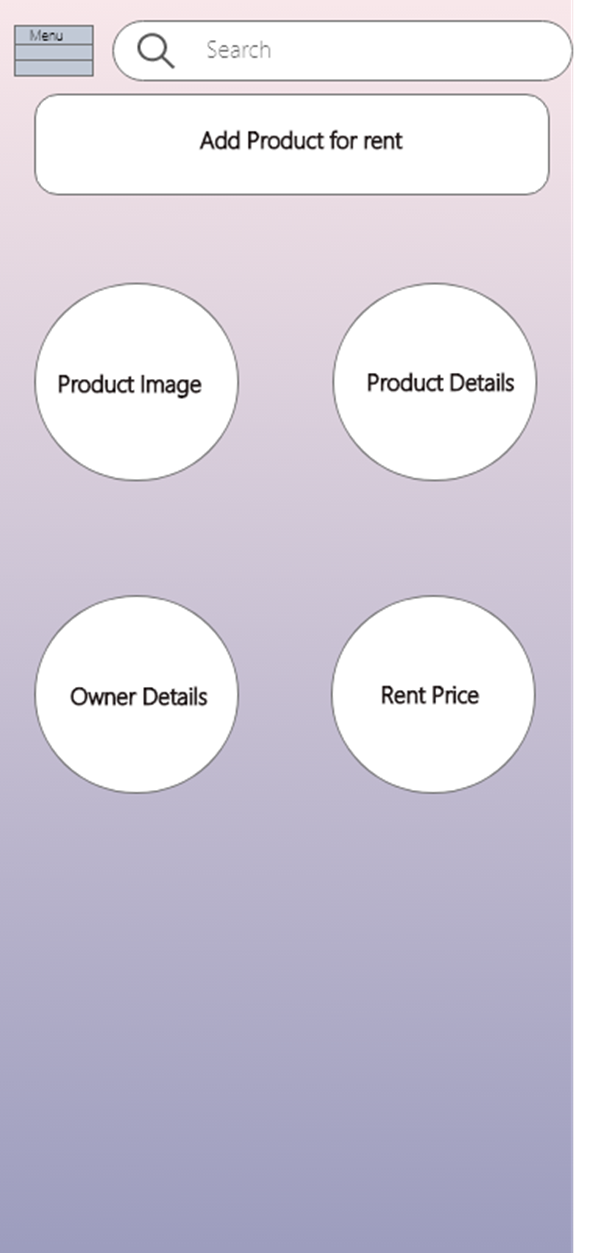 Menu
Search
Add Product for rent
Product Image
Product Details
Owner Details
Rent Price